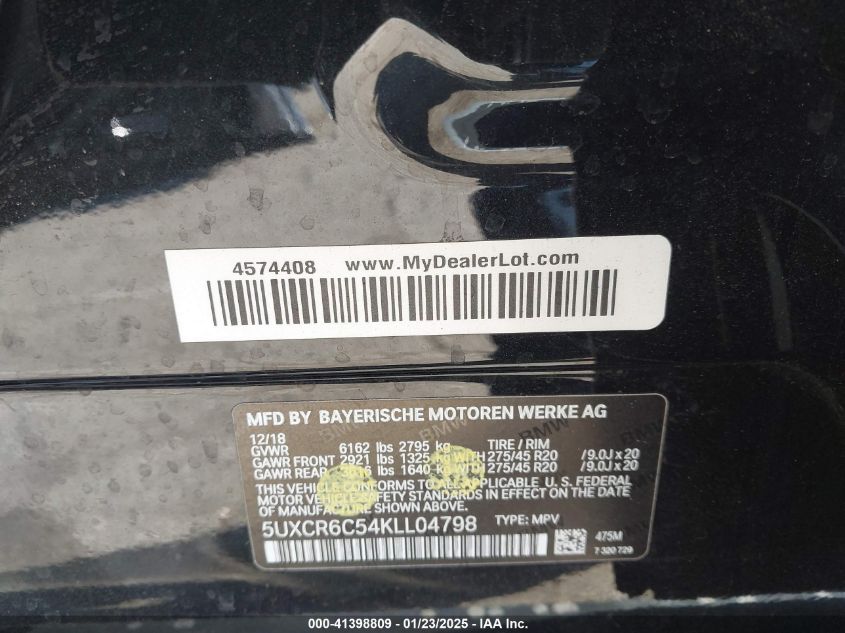 4574408 www.MyDealerLot.com
MFD BY BAYERISCHE MOTOREN WERKE AG
12/18
GVWR 6162 lbs 2795 kg TIRE / RIM
GAWR FRONT 2921 lbs 1325 kg WITH 275/45 R20 /9.0J x 20
GAWR REAR 3616 lbs 1640 kg WITH 275/45 R20 /9.0J x 20
THIS VEHICLE CONFORMS TO ALL APPLICABLE U.S. FEDERAL
MOTOR VEHICLE SAFETY STANDARDS IN EFFECT ON THE DATE
OF MANUFACTURE SHOWN ABOVE.
5UXCR6C54KLL04798 TYPE: MPV
475M
7 320 729
000-41398809 - 01/23/2025 - IAAI Inc.